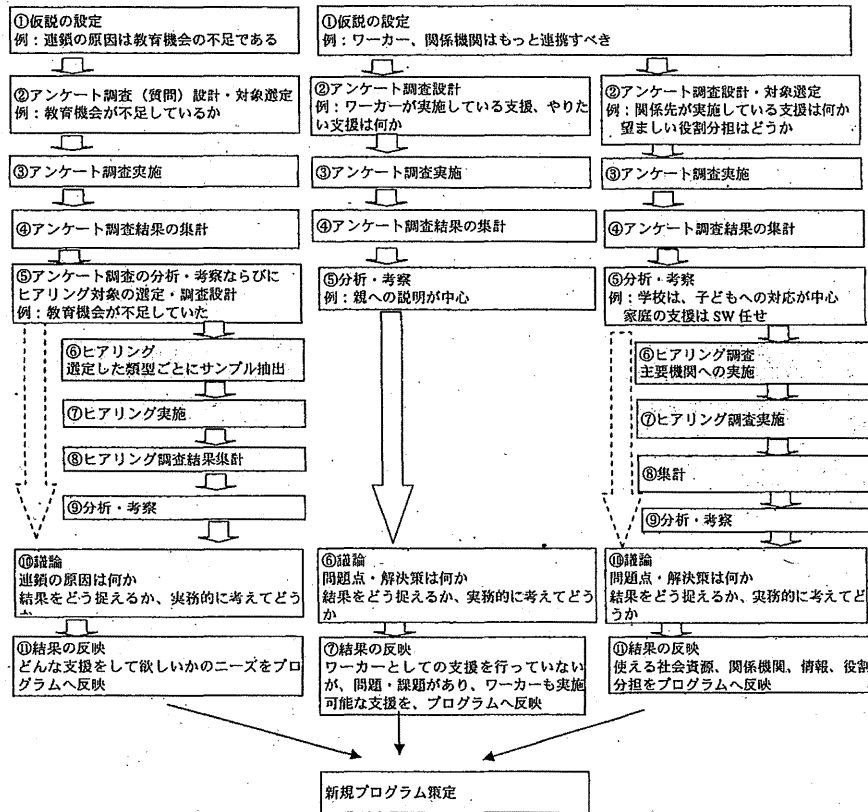 ①仮説の設定
例：連鎖の原因は教育機会の不足である
②アンケート調査（質問）設計・対象選定
例：教育機会が不足しているか
③アンケート調査実施
④アンケート調査結果の集計
⑤アンケート調査の分析・考察ならびに
ヒアリング対象の選定・調査設計
例：教育機会が不足していた
⑥ヒアリング
選定した類型ごとにサンプル抽出
⑦ヒアリング実施
⑧ヒアリング調査結果集計
⑨分析・考察
⑩議論
連鎖の原因は何か
結果をどう捉えるか、実務的に考えてどう
か
⑪結果の反映
どんな支援をして欲しいかのニーズをプロ
グラムへ反映
①仮説の設定
例：ワーカー、関係機関はもっと連携すべき
②アンケート調査設計
例：ワーカーが実施している支援、やりた
い支援は何か
③アンケート調査実施
④アンケート調査結果の集計
⑤分析・考察
例：親への説明が中心
⑥議論
問題点・解決策は何か
結果をどう捉えるか、実務的に考えてどう
か
⑦結果の反映
ワーカーとしての支援を行っていない
が、問題・課題があり、ワーカーも実施
可能な支援を、プログラムへ反映
②アンケート調査設計・対象選定
例：関係先が実施している支援は何か
望ましい役割分担はどうか
③アンケート調査実施
④アンケート調査結果の集計
⑤分析・考察
例：学校は、子どもへの対応が中心
家庭の支援は SW 任せ
⑥ヒアリング調査
主要機関への実施
⑦ヒアリング調査実施
⑧集計
⑨分析・考察
⑩議論
問題点・解決策は何か
結果をどう捉えるか、実務的に考えてど
うか
⑪結果の反映
使える社会資源、関係機関、情報、役割
分担をプログラムへ反映
新規プログラム策定